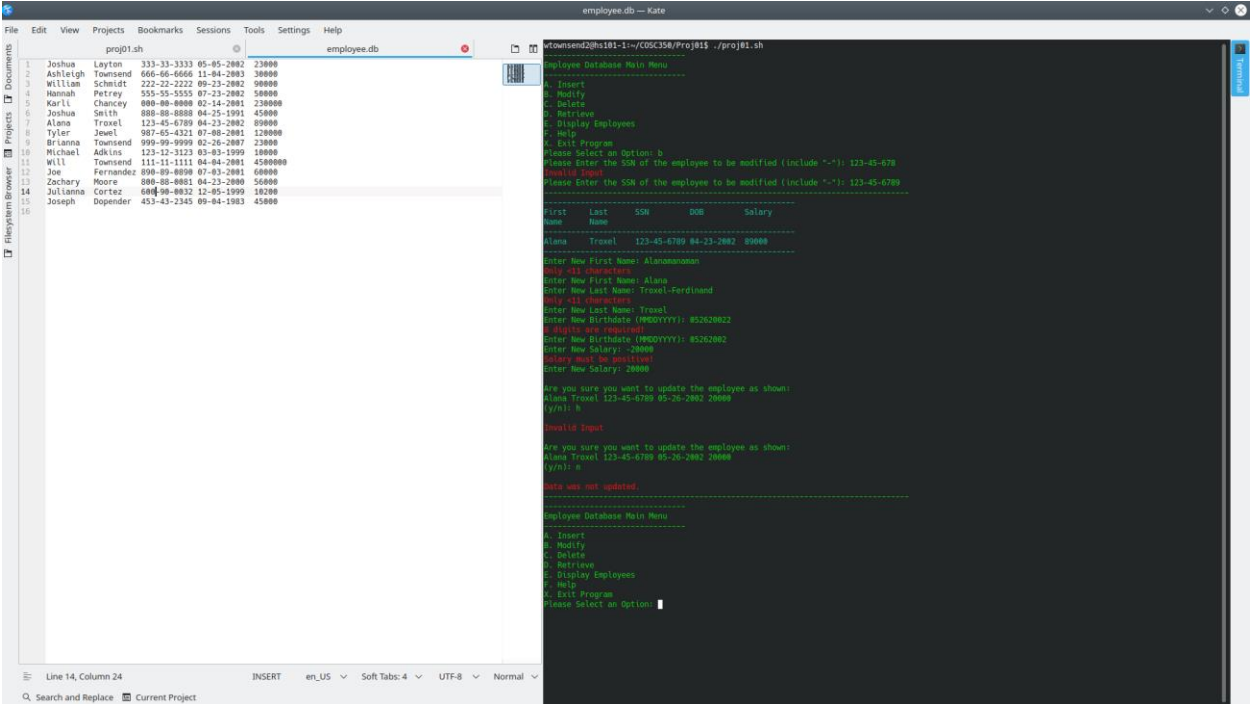 employee.db — Kate
File Edit View Projects Bookmarks Sessions Tools Settings Help
proj01.sh employee.db
Documents
Projects
Filesystem Browser
1 Joshua Layton 333-33-3333 05-05-2002 23000
2 Ashleigh Townsend 666-66-6666 11-04-2003 30000
3 William Schmidt 222-22-2222 09-23-2002 90000
4 Hannah Petrey 555-55-5555 07-23-2002 50000
5 Karli Chancey 000-00-0000 02-14-2001 230000
6 Joshua Smith 888-88-8888 04-25-1991 45000
7 Alana Troxel 123-45-6789 04-23-2002 89000
8 Tyler Jewel 987-65-4321 07-08-2001 120000
9 Brianna Townsend 999-99-9999 02-26-2007 23000
10 Michael Adkins 123-12-3123 03-03-1999 10000
11 Will Townsend 111-11-1111 04-04-2001 4500000
12 Joe Fernandez 890-89-0890 07-03-2001 60000
13 Zachary Moore 800-88-0081 04-23-2000 56000
14 Julianna Cortez 600-90-0032 12-05-1999 10200
15 Joseph Dopender 453-43-2345 09-04-1983 45000
16
Line 14, Column 24 INSERT en_US Soft Tabs: 4 UTF-8 Normal
Search and Replace Current Project
wtownsend2@hs101-1:~/COSC350/Proj01$ ./proj01.sh
------------------------------
Employee Database Main Menu
------------------------------
A. Insert
B. Modify
C. Delete
D. Retrieve
E. Display Employees
F. Help
X. Exit Program
Please Select an Option: b
Please Enter the SSN of the employee to be modified (include "-"): 123-45-678
Invalid Input
Please Enter the SSN of the employee to be modified (include "-"): 123-45-6789
First Last SSN DOB Salary
Name Name
Alana Troxel 123-45-6789 04-23-2002 89000
Enter New First Name: Alanamanaman
Only <11 characters
Enter New First Name: Alana
Enter New Last Name: Troxel-Ferdinand
Only <11 characters
Enter New Last Name: Troxel
Enter New Birthdate (MMDDYYYY): 052620022
8 digits are required!
Enter New Birthdate (MMDDYYYY): 05262002
Enter New Salary: -20000
Salary must be positive!
Enter New Salary: 20000
Are you sure you want to update the employee as shown:
Alana Troxel 123-45-6789 05-26-2002 20000
(y/n): h
Invalid Input
Are you sure you want to update the employee as shown:
Alana Troxel 123-45-6789 05-26-2002 20000
(y/n): n
Data was not updated.
------------------------------
Employee Database Main Menu
------------------------------
A. Insert
B. Modify
C. Delete
D. Retrieve
E. Display Employees
F. Help
X. Exit Program
Please Select an Option:
Terminal